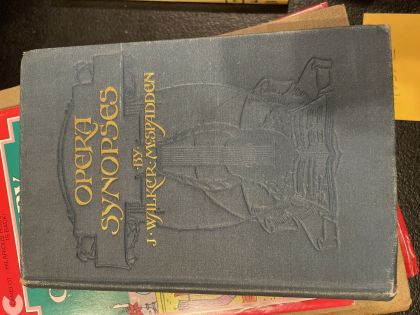 OPERA
SYNOPSES
·BY·
J·WALKER·McSPADDEN